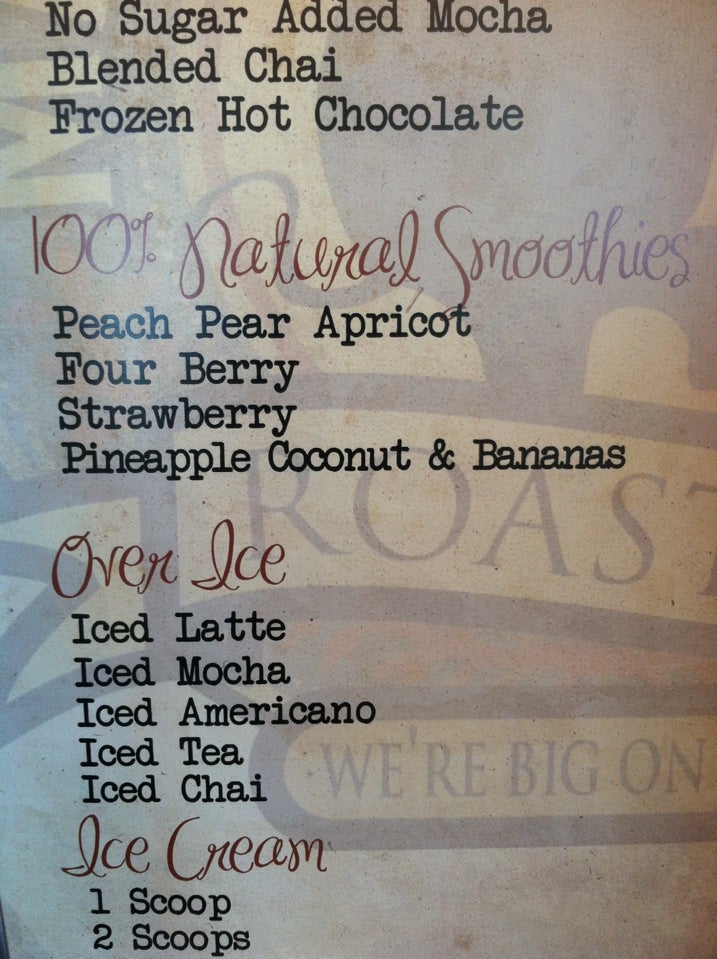 No Sugar Added Mocha
Blended Chai
Frozen Hot Chocolate
100% Natural Smoothies
Peach Pear Apricot
Four Berry
Strawberry
Pineapple Coconut & Bananas
ROAST
Over Ice
Iced Latte
Iced Mocha
Iced Americano
Iced Tea
Iced Chai
WE'RE BIG ON
Ice Cream
1 Scoop
2 Scoops